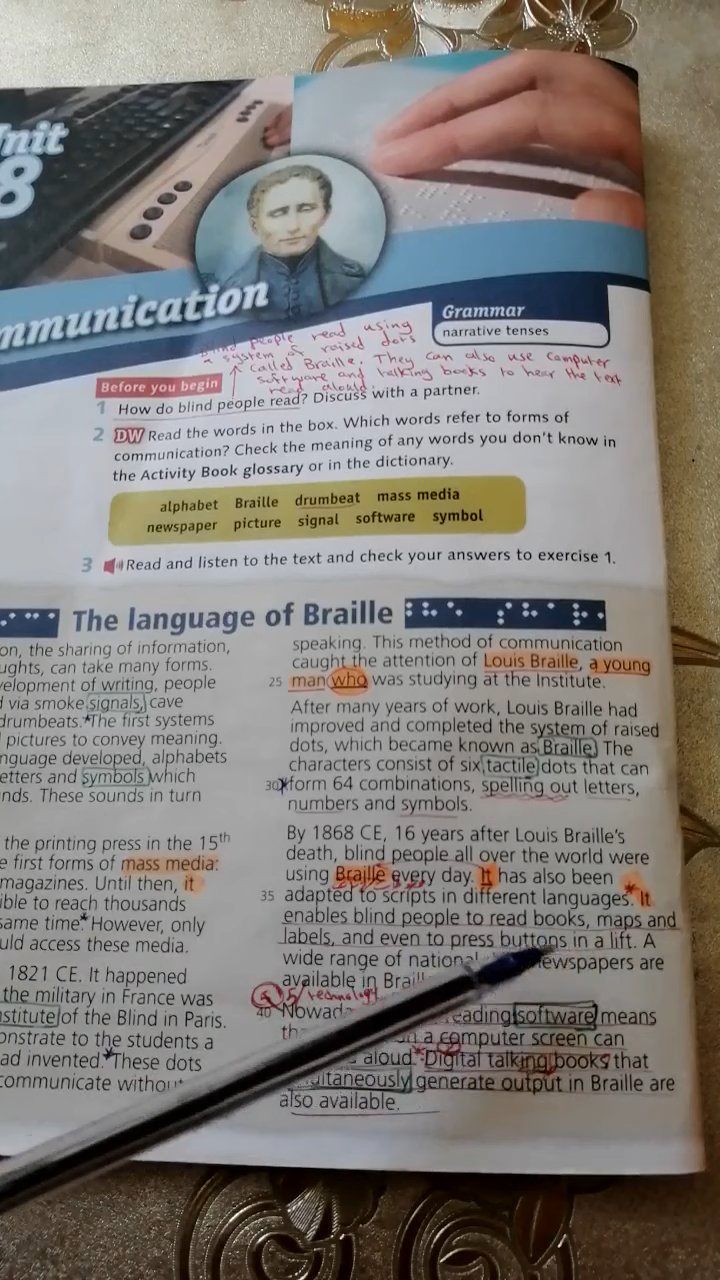 Unit
8
mmunication
Grammar
narrative tenses
Blind people read using
a system of raised dots
called Braille. They can also use computer
software and talking books to hear the text
read aloud.
Before you begin
1 How do blind people read? Discuss with a partner.
2 DW Read the words in the box. Which words refer to forms of
communication? Check the meaning of any words you don't know in
the Activity Book glossary or in the dictionary.
alphabet Braille drumbeat mass media
newspaper picture signal software symbol
3 Read and listen to the text and check your answers to exercise 1.
The language of Braille
on, the sharing of information,
ughts, can take many forms.
velopment of writing, people
d via smoke signals, cave
drumbeats. The first systems
pictures to convey meaning.
nguage developed, alphabets
etters and symbols which
nds. These sounds in turn
the printing press in the 15th
e first forms of mass media:
magazines. Until then, it
ible to reach thousands
same time. However, only
uld access these media.
1821 CE. It happened
the military in France was
nstitute of the Blind in Paris.
onstrate to the students a
ad invented. These dots
communicate without
speaking. This method of communication
caught the attention of Louis Braille, a young
25 man who was studying at the Institute.
After many years of work, Louis Braille had
improved and completed the system of raised
dots, which became known as Braille. The
characters consist of six tactile dots that can
30 form 64 combinations, spelling out letters,
numbers and symbols.
By 1868 CE, 16 years after Louis Braille's
death, blind people all over the world were
using Braille every day. It has also been
35 adapted to scripts in different languages. It
enables blind people to read books, maps and
labels, and even to press buttons in a lift. A
wide range of national newspapers are
available in Brail
5/ technology
40 Nowada eading software means
tha n a computer screen can
aloud. Digital talking books that
ultaneously generate output in Braille are
also available.